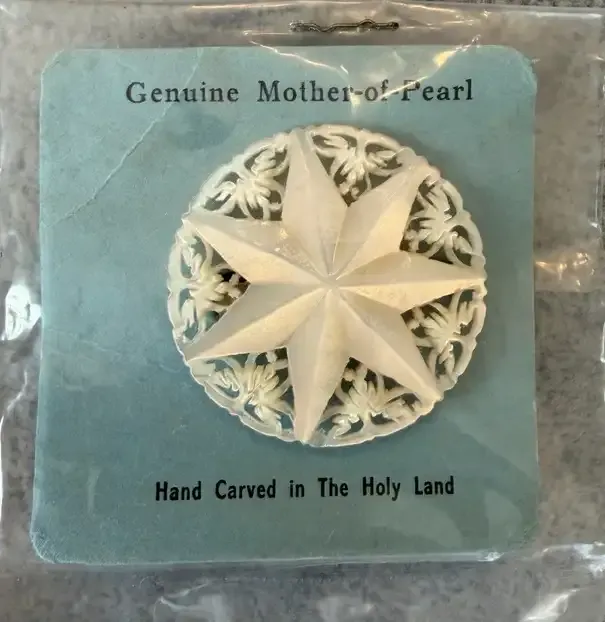 Genuine Mother-of-Pearl
Hand Carved in The Holy Land